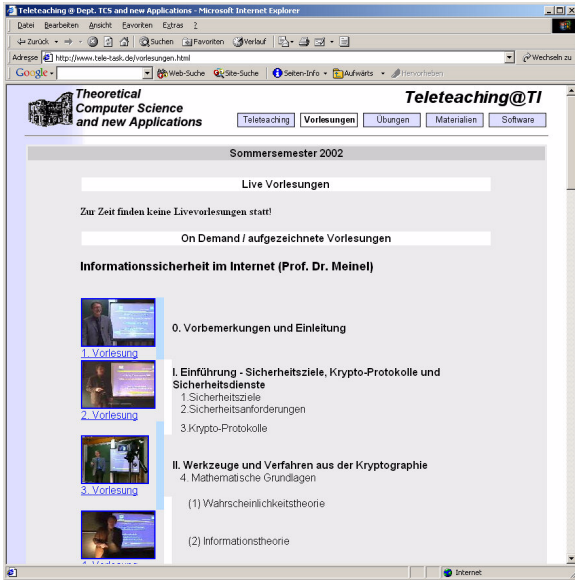 Teleteaching @ Dept. TCS and new Applications - Microsoft Internet Explorer
Datei Bearbeiten Ansicht Favoriten Extras ?
Zurück Suchen Favoriten Verlauf
Adresse http://www.tele-task.de/vorlesungen.html Wechseln zu
Google Web-Suche Site-Suche Seiten-Info Aufwärts Hervorheben
Theoretical
Computer Science
and new Applications
Teleteaching@TI
Teleteaching Vorlesungen Übungen Materialien Software
Sommersemester 2002
Live Vorlesungen
Zur Zeit finden keine Livevorlesungen statt!
On Demand / aufgezeichnete Vorlesungen
Informationssicherheit im Internet (Prof. Dr. Meinel)
0. Vorbemerkungen und Einleitung
1. Vorlesung
I. Einführung - Sicherheitsziele, Krypto-Protokolle und
Sicherheitsdienste
1.Sicherheitsziele
2.Sicherheitsanforderungen
2. Vorlesung
3.Krypto-Protokolle
II. Werkzeuge und Verfahren aus der Kryptographie
4. Mathematische Grundlagen
3. Vorlesung
(1) Wahrscheinlichkeitstheorie
(2) Informationstheorie
4. Vorlesung
Internet